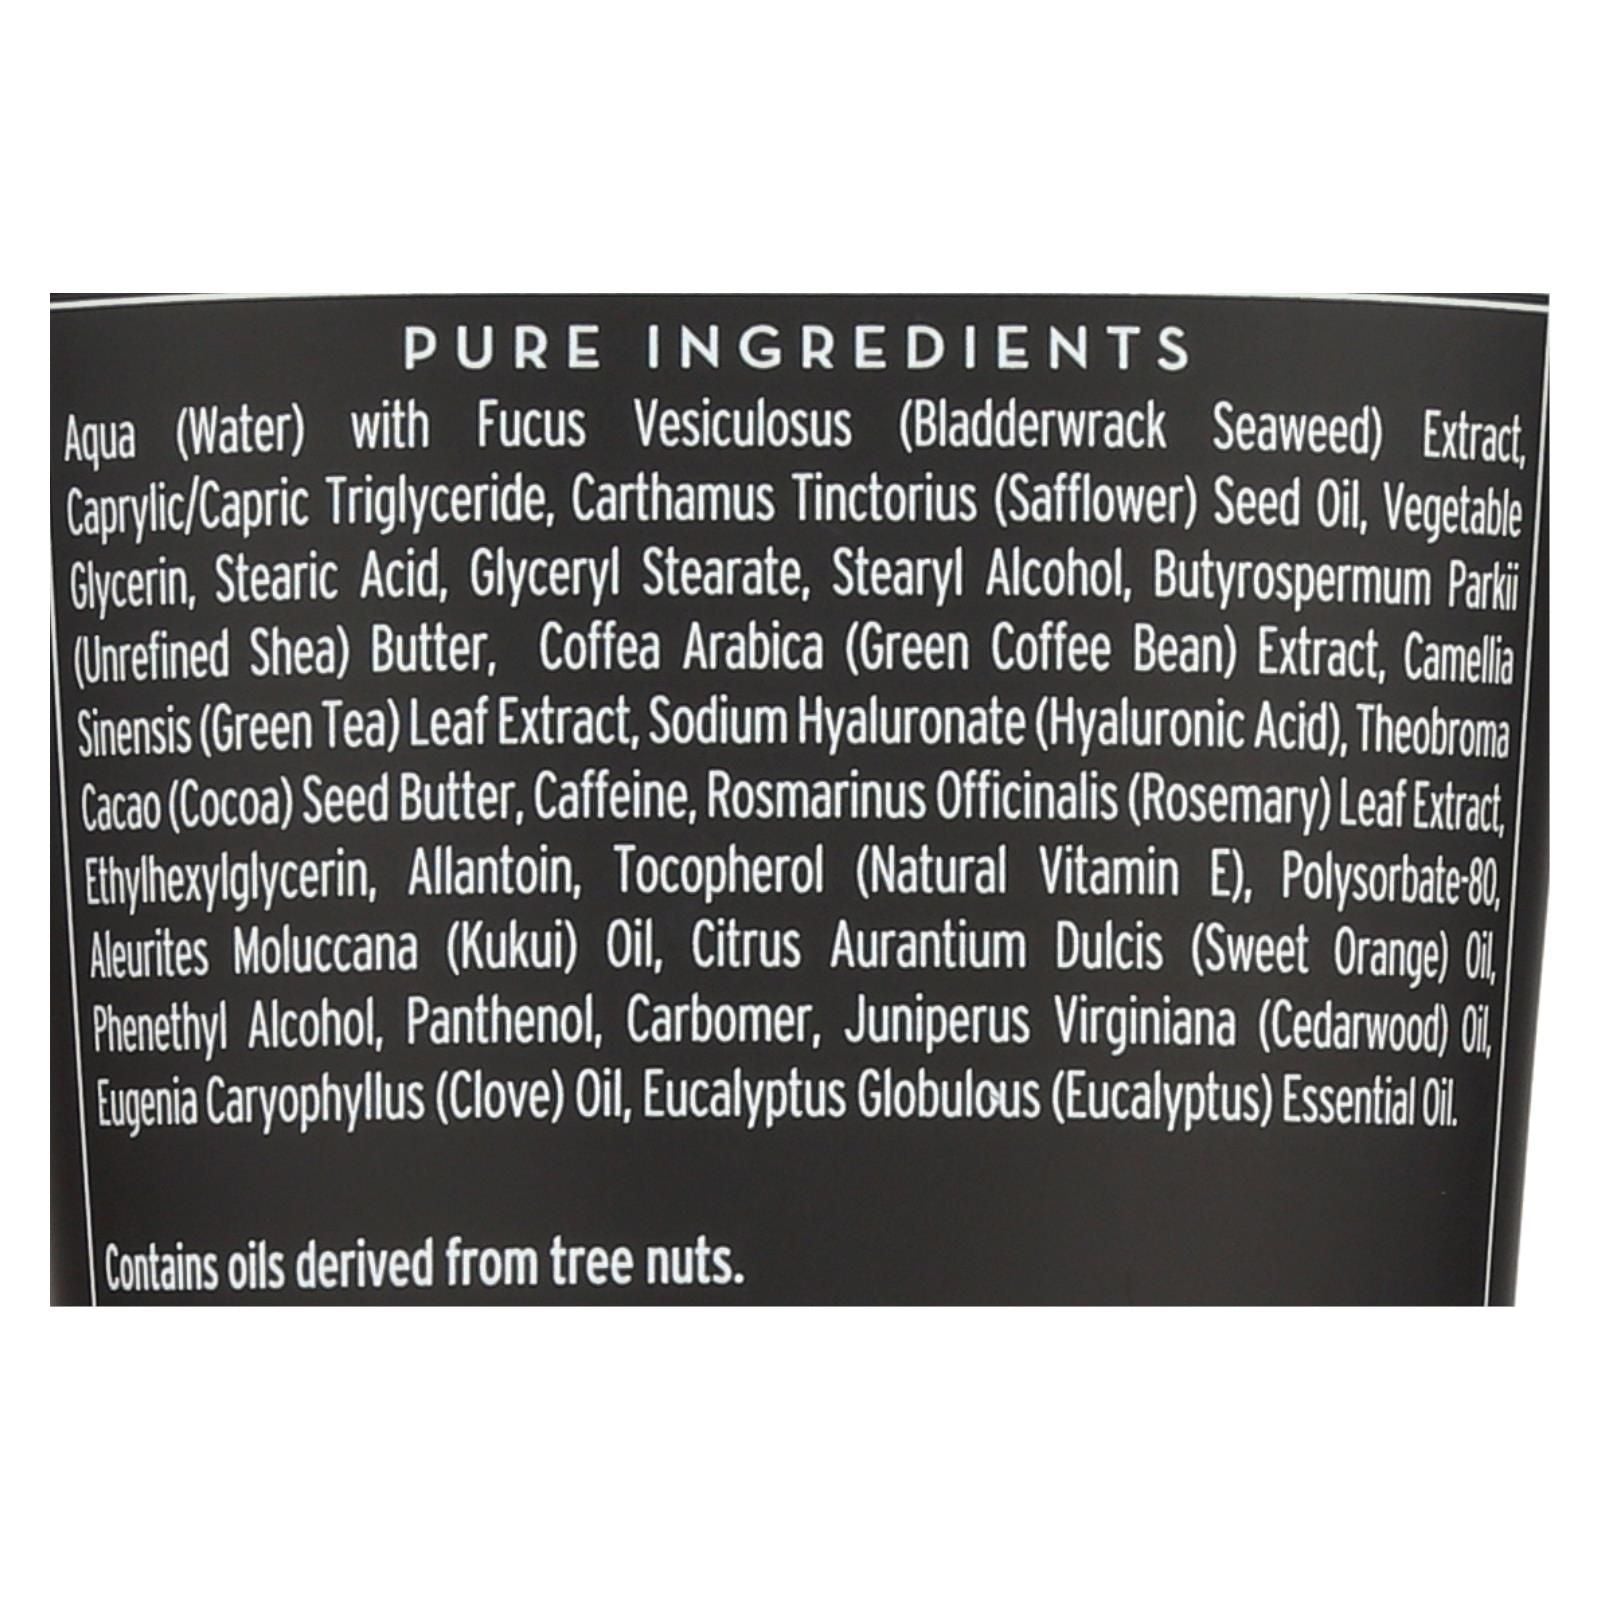 PURE INGREDIENTS
Aqua (Water) with Fucus Vesiculosus (Bladderwrack Seaweed) Extract,
Caprylic/Capric Triglyceride, Carthamus Tinctorius (Safflower) Seed Oil, Vegetable
Glycerin, Stearic Acid, Glyceryl Stearate, Stearyl Alcohol, Butyrospermum Parkii
(Unrefined Shea) Butter, Coffea Arabica (Green Coffee Bean) Extract, Camellia
Sinensis (Green Tea) Leaf Extract, Sodium Hyaluronate (Hyaluronic Acid), Theobroma
Cacao (Cocoa) Seed Butter, Caffeine, Rosmarinus Officinalis (Rosemary) Leaf Extract,
Ethylhexylglycerin, Allantoin, Tocopherol (Natural Vitamin E), Polysorbate-80,
Aleurites Moluccana (Kukui) Oil, Citrus Aurantium Dulcis (Sweet Orange) Oil,
Phenethyl Alcohol, Panthenol, Carbomer, Juniperus Virginiana (Cedarwood) Oil,
Eugenia Caryophyllus (Clove) Oil, Eucalyptus Globulous (Eucalyptus) Essential Oil.
Contains oils derived from tree nuts.